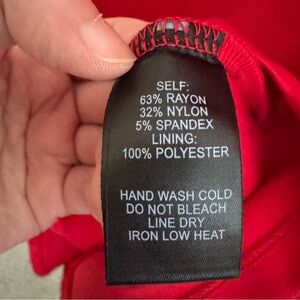 SELF:
63% RAYON
32% NYLON
5% SPANDEX
LINING:
100% POLYESTER
HAND WASH COLD
DO NOT BLEACH
LINE DRY
IRON LOW HEAT